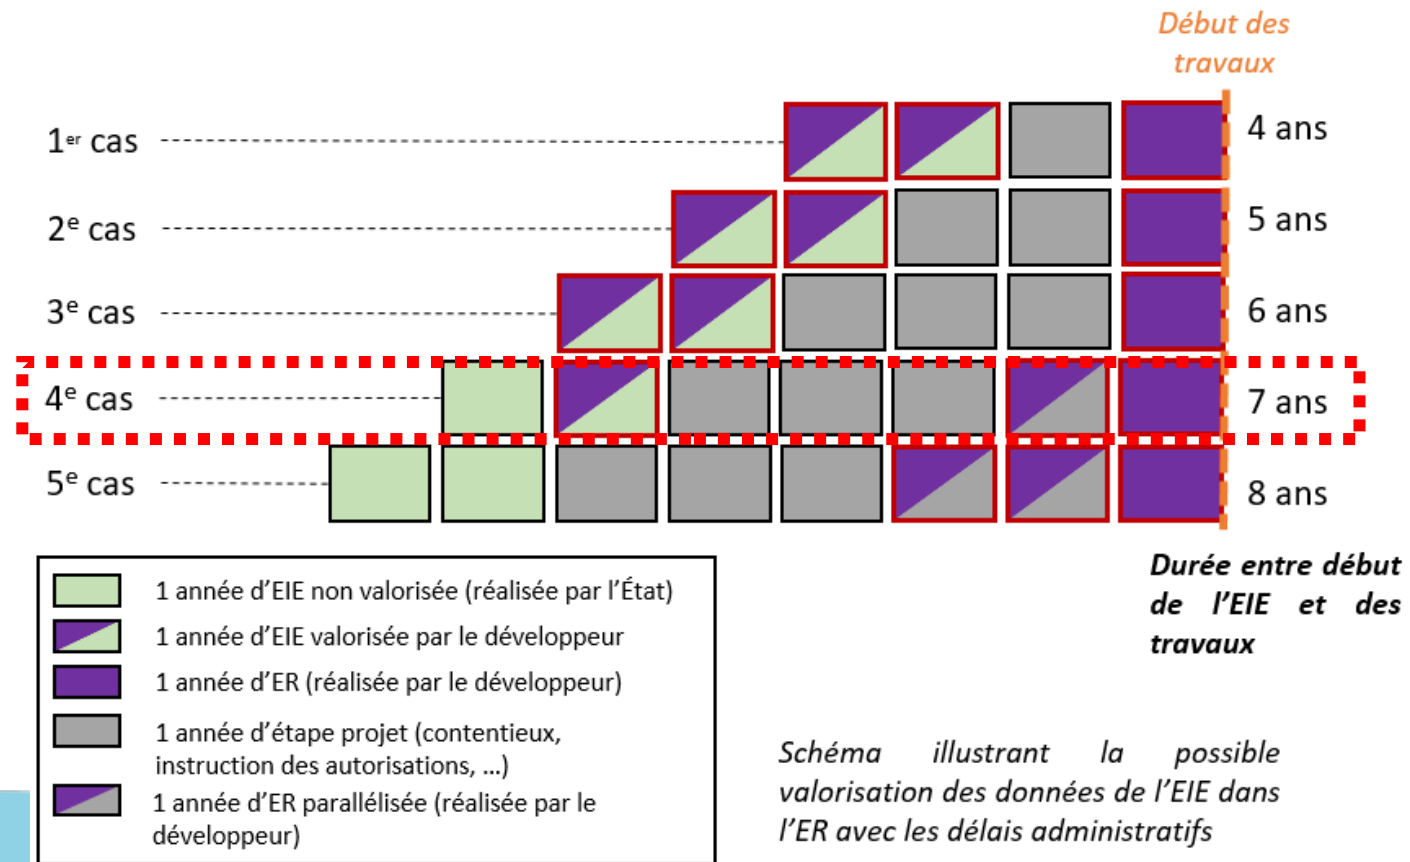 Début des
travaux
1er cas
4 ans
2e cas
5 ans
3e cas
6 ans
4e cas
7 ans
5e cas
8 ans
1 année d’EIE non valorisée (réalisée par l’État)
1 année d’EIE valorisée par le développeur
1 année d’ER (réalisée par le développeur)
1 année d’étape projet (contentieux,
instruction des autorisations, …)
1 année d’ER parallélisée (réalisée par le
développeur)
Durée entre début
de l’EIE et des
travaux
Schéma illustrant la possible
valorisation des données de l’EIE dans
l’ER avec les délais administratifs